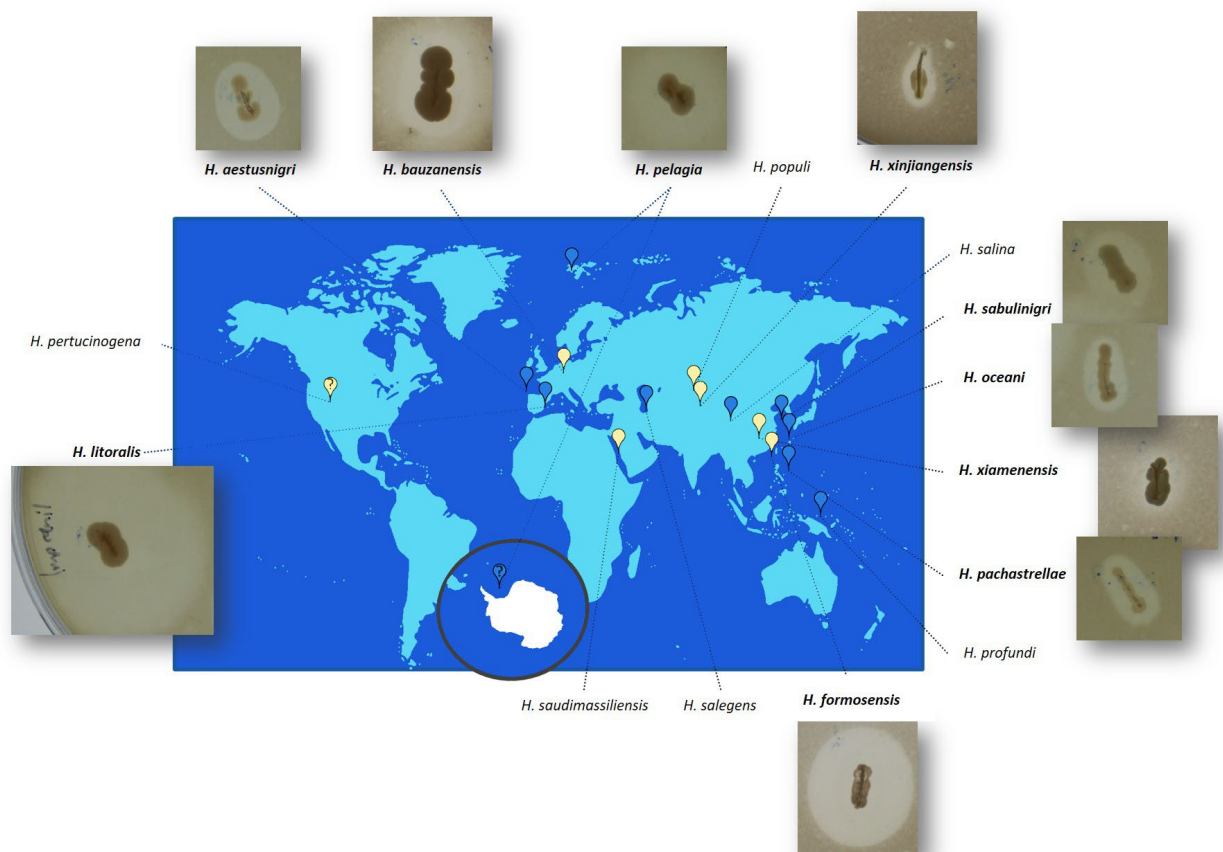 H. aestusnigri
H. bauzanensis
H. pelagia
H. populi
H. xinjiangensis
H. salina
H. sabulinigri
H. pertucinogena
?
H. oceani
H. litoralis
H. xiamenensis
H. pachastrellae
?
H. profundi
H. saudimassiliensis
H. salegens
H. formosensis